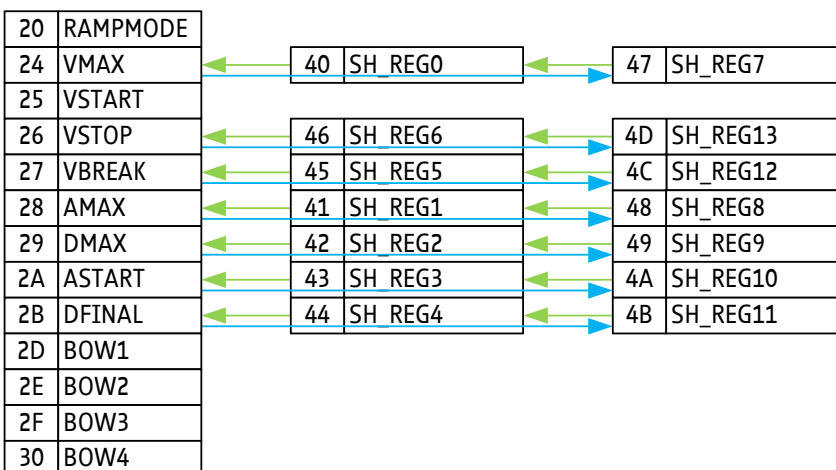 20 RAMPMODE
24 VMAX 40 SH_REG0 47 SH_REG7
25 VSTART
26 VSTOP 46 SH_REG6 4D SH_REG13
27 VBREAK 45 SH_REG5 4C SH_REG12
28 AMAX 41 SH_REG1 48 SH_REG8
29 DMAX 42 SH_REG2 49 SH_REG9
2A ASTART 43 SH_REG3 4A SH_REG10
2B DFINAL 44 SH_REG4 4B SH_REG11
2D BOW1
2E BOW2
2F BOW3
30 BOW4